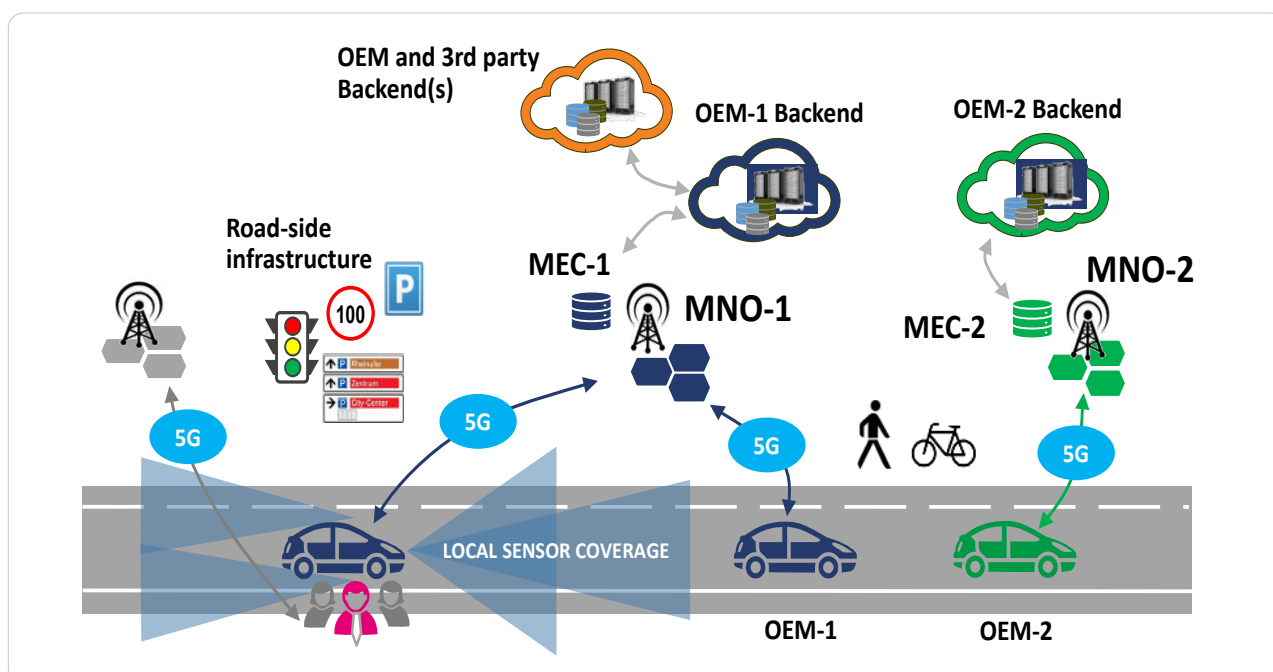 OEM and 3rd party
Backend(s)
OEM-1 Backend
OEM-2 Backend
Road-side
infrastructure
P
100
MEC-1
MNO-1
MNO-2
MEC-2
P Rheinufer
P Zentrum
P City-Center
5G
5G
5G
5G
LOCAL SENSOR COVERAGE
OEM-1
OEM-2